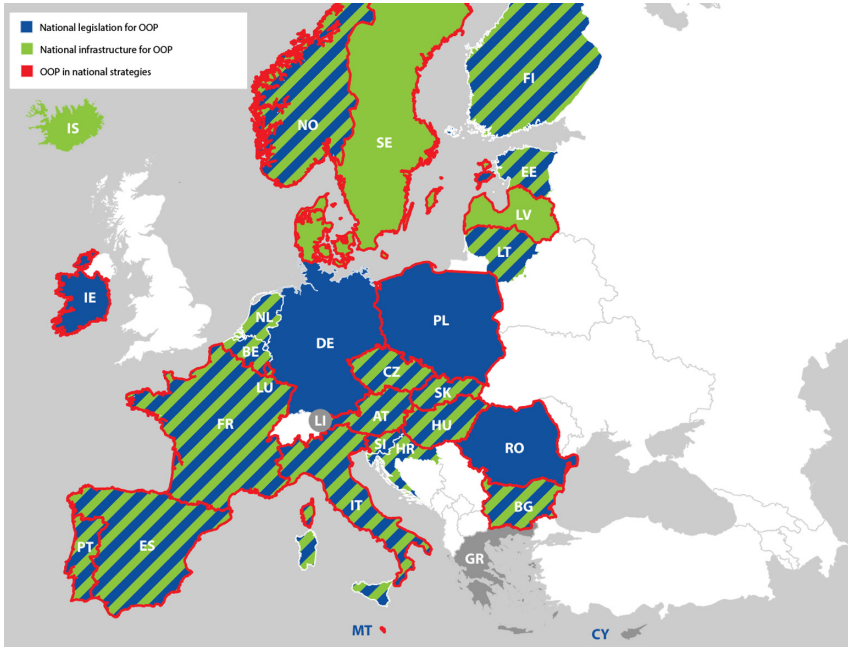 National legislation for OOP
National infrastructure for OOP
OOP in national strategies
FI
NO
IS
SE
EE
LV
LT
IE
NL
PL
DE
BE
CZ
LU
SK
AT
LI
FR
HU
SI
HR
RO
IT
BG
PT
ES
GR
MT
CY